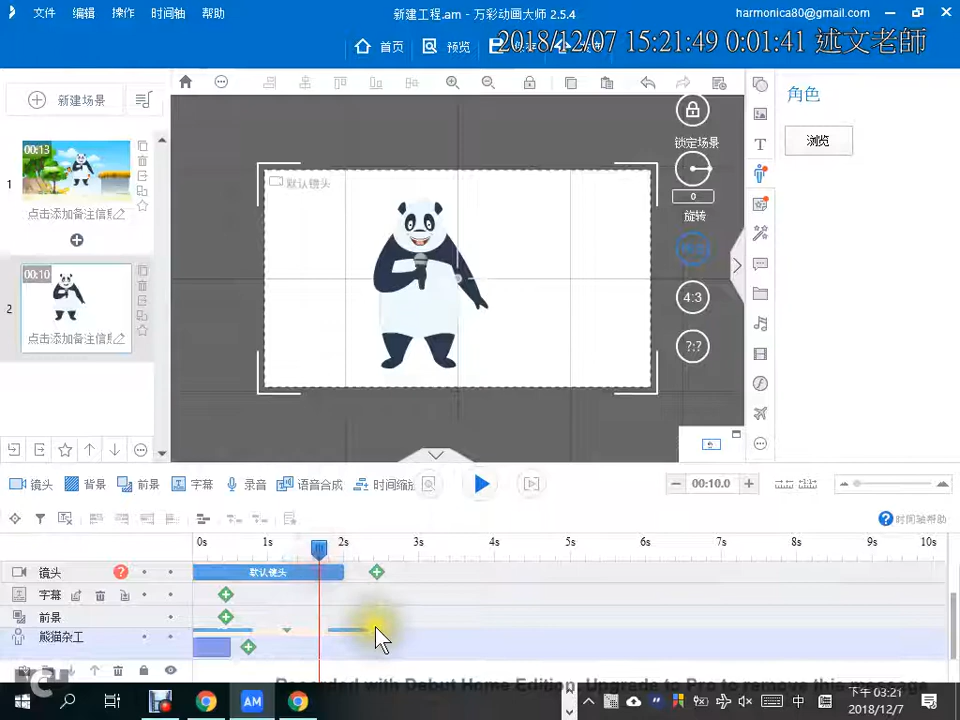 文件 编辑 操作 时间轴 帮助
新建工程.am - 万彩动画大师 2.5.4
harmonica80@gmail.com
首页 预览
2018/12/07 15:21:49 0:01:41 述文老師
新建场景
角色
浏览
1
00:13
点击添加备注信息
2
00:10
点击添加备注信息
默认镜头
锁定场景
0
旋转
4:3
?:?
镜头 背景 前景 字幕 录音 语音合成 时间缩
00:10.0
时间轴帮助
0s 1s 2s 3s 4s 5s 6s 7s 8s 9s 10s
镜头 默认镜头
字幕
前景
熊猫杂工
Recorded with Debut Home Edition. Upgrade to Pro to remove this message
AM
中
下午 03:21
2018/12/7